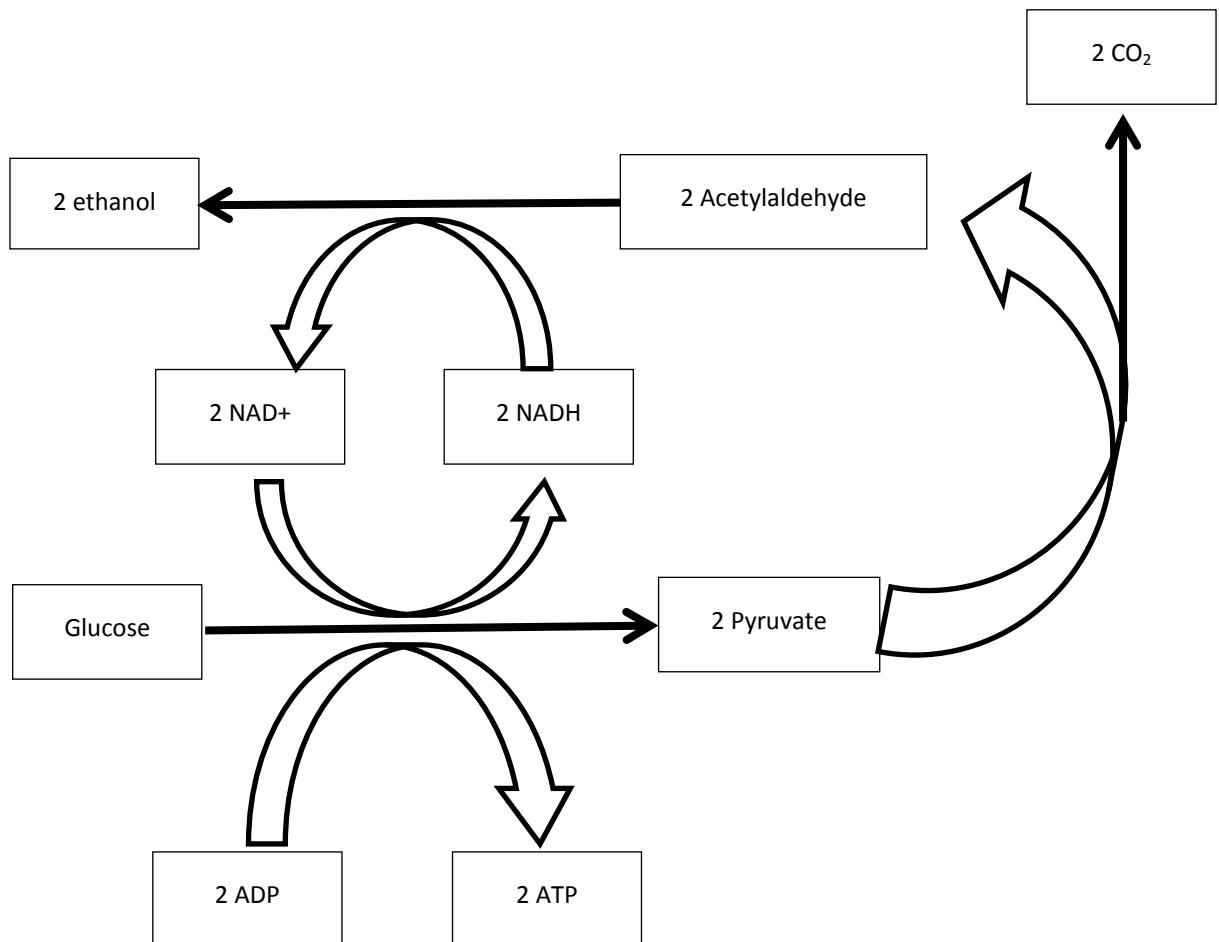 2 CO₂
2 ethanol
2 Acetylaldehyde
2 NAD+
2 NADH
Glucose
2 Pyruvate
2 ADP
2 ATP